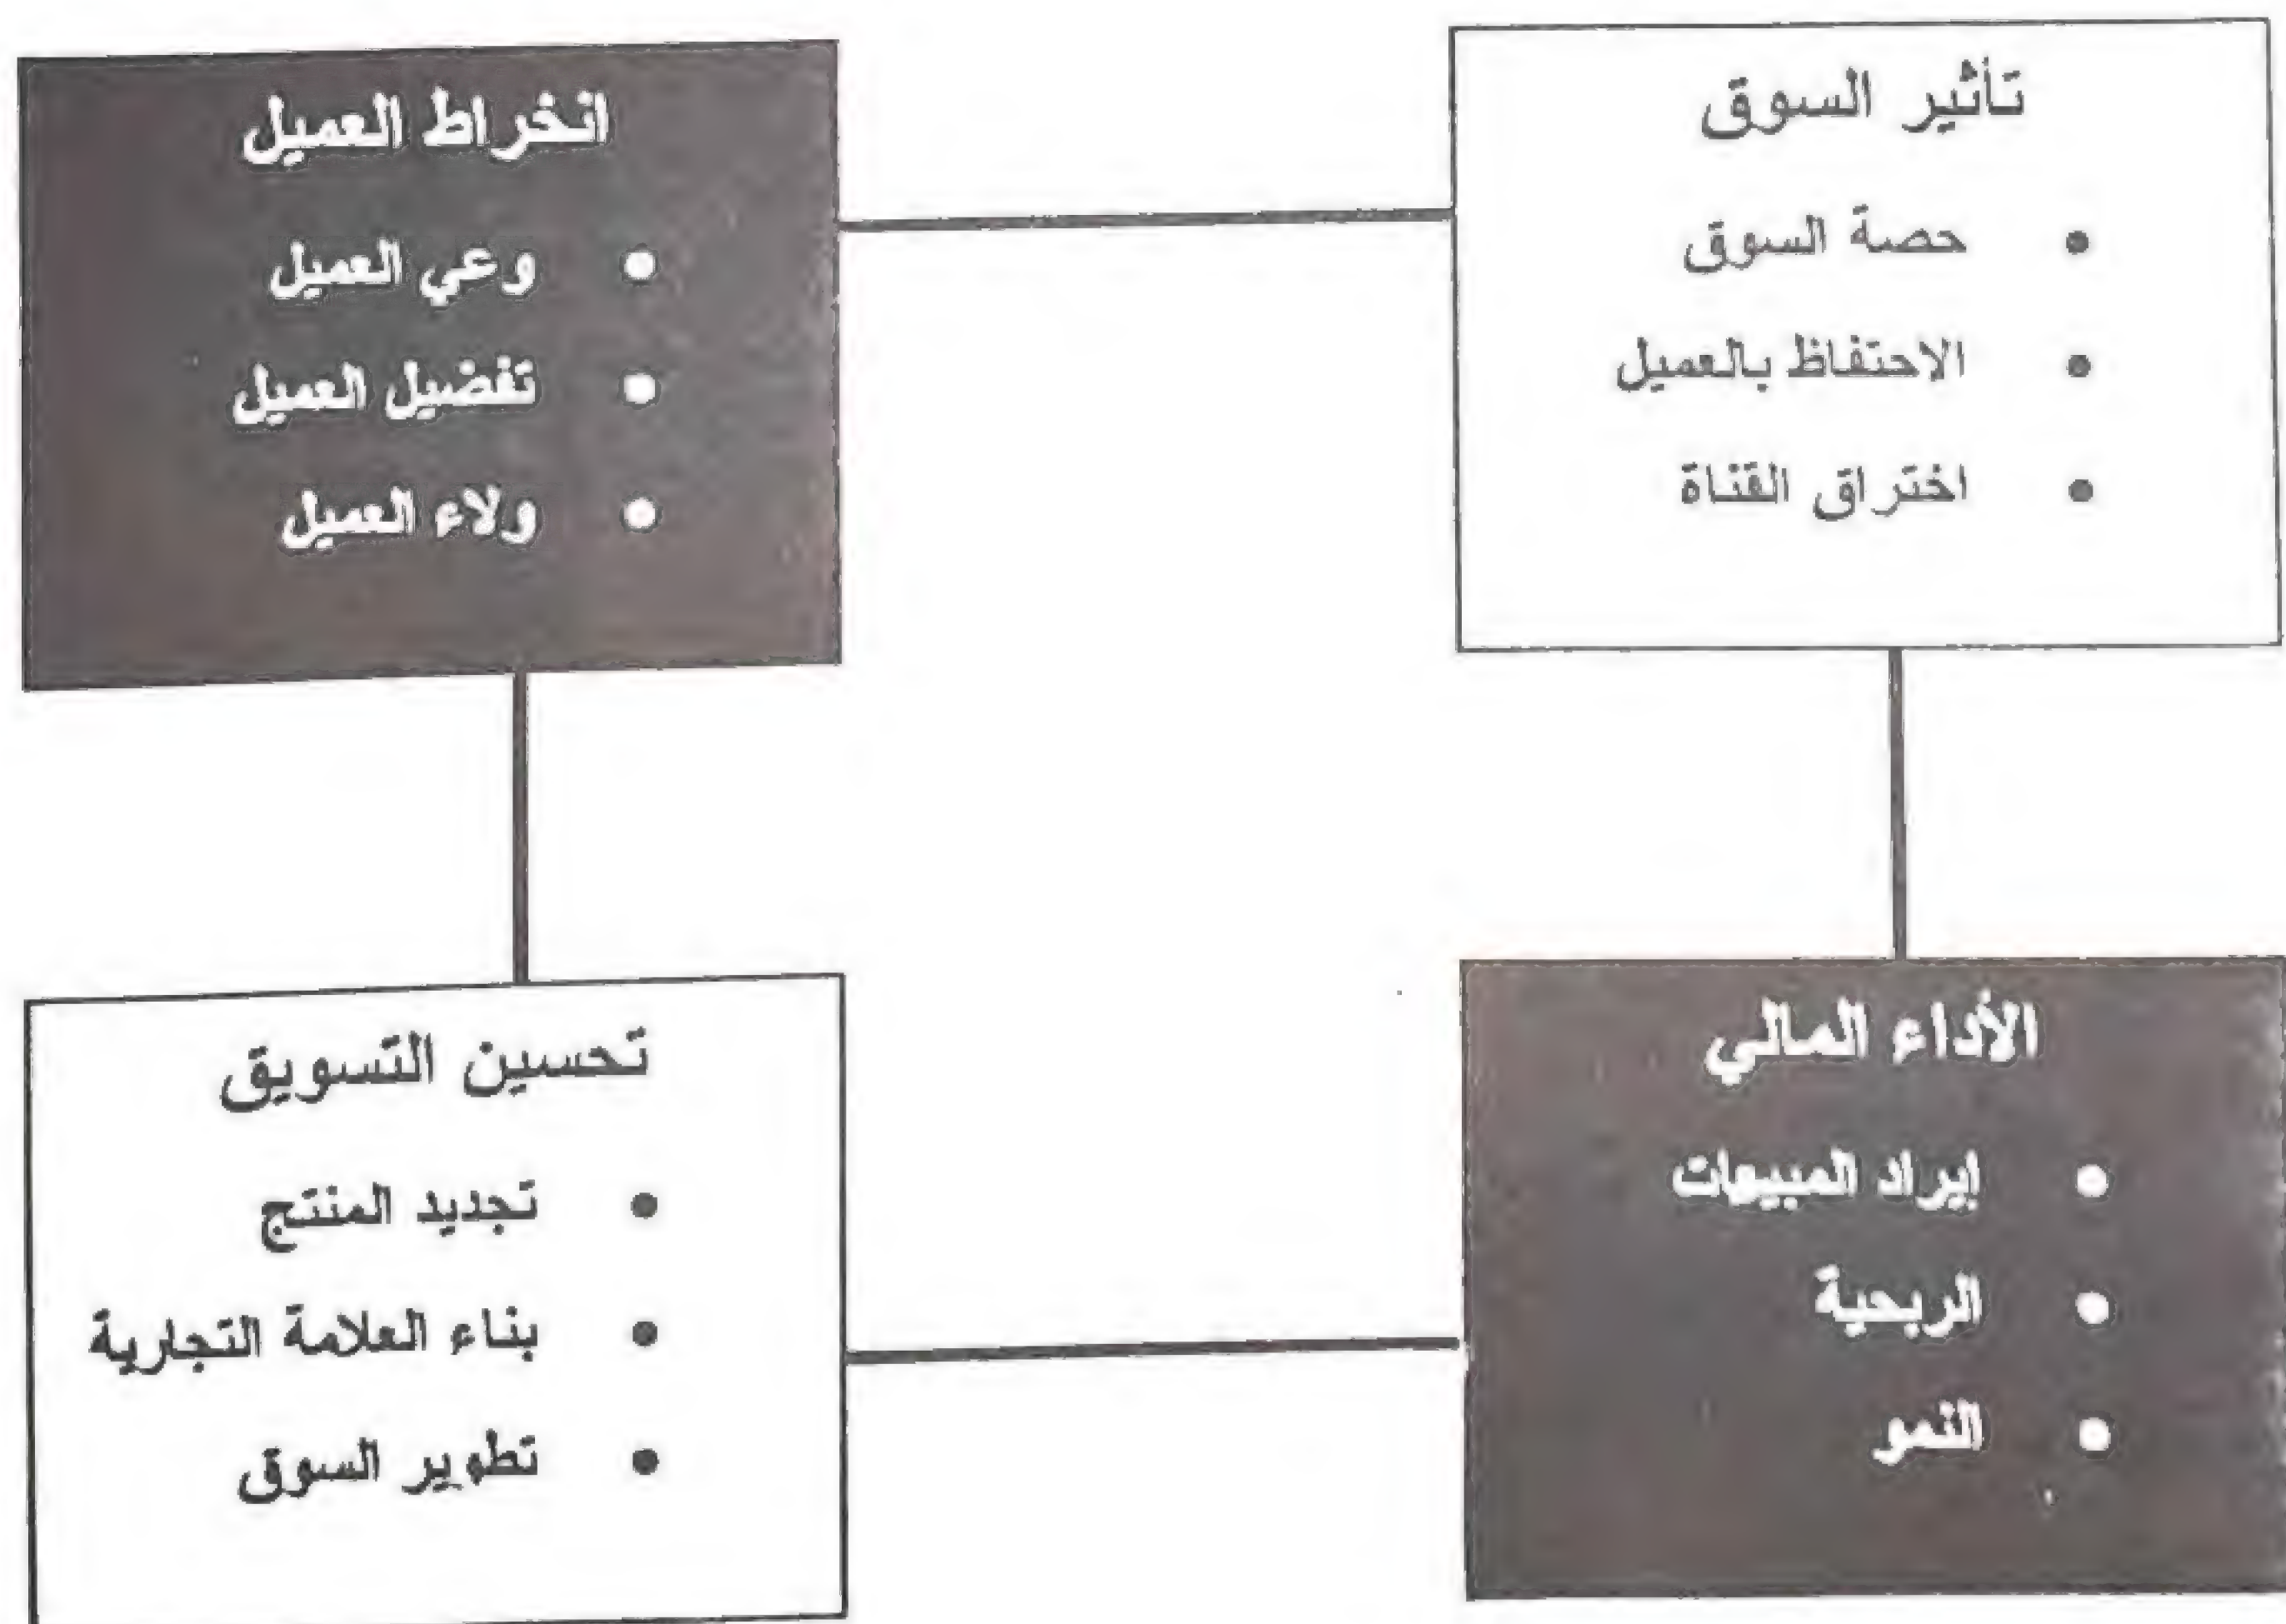 تأثير السوق
• حصة السوق
• الاحتفاظ بالعميل
• اختراق القناة
انخراط العميل
• وعي العميل
• تفضيل العميل
• ولاء العميل
الأداء المالي
• إيراد المبيعات
• الربحية
• النمو
تحسين التسويق
• تجديد المنتج
• بناء العلامة التجارية
• تطوير السوق